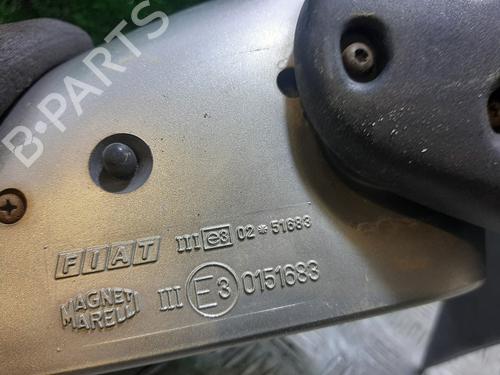 B-PARTS
FIAT III e3 02*51683
MAGNETI
MARELLI III E3 0151683